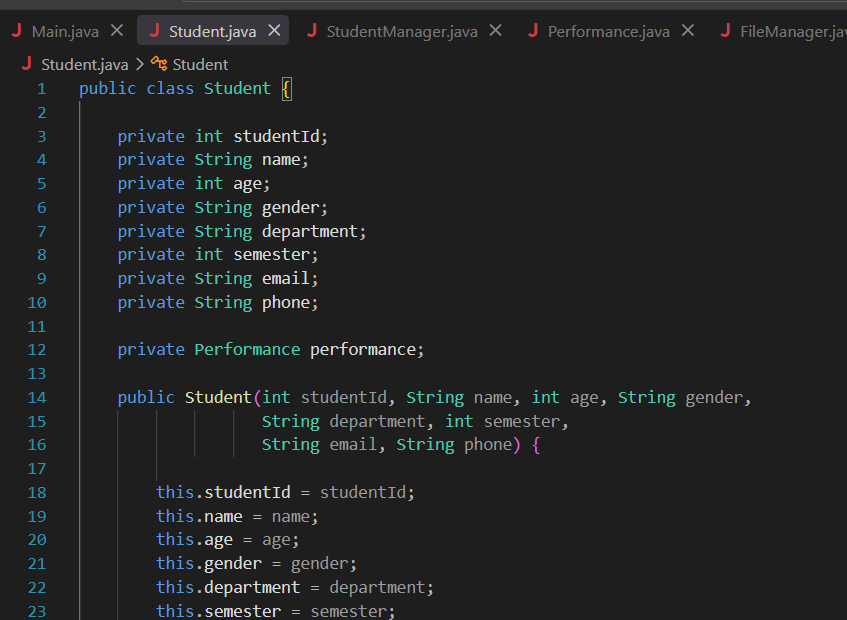 Main.java Student.java StudentManager.java Performance.java FileManager.jav
Student.java > Student
1 public class Student {
2
3 private int studentId;
4 private String name;
5 private int age;
6 private String gender;
7 private String department;
8 private int semester;
9 private String email;
10 private String phone;
11
12 private Performance performance;
13
14 public Student(int studentId, String name, int age, String gender,
15 String department, int semester,
16 String email, String phone) {
17
18 this.studentId = studentId;
19 this.name = name;
20 this.age = age;
21 this.gender = gender;
22 this.department = department;
23 this.semester = semester;